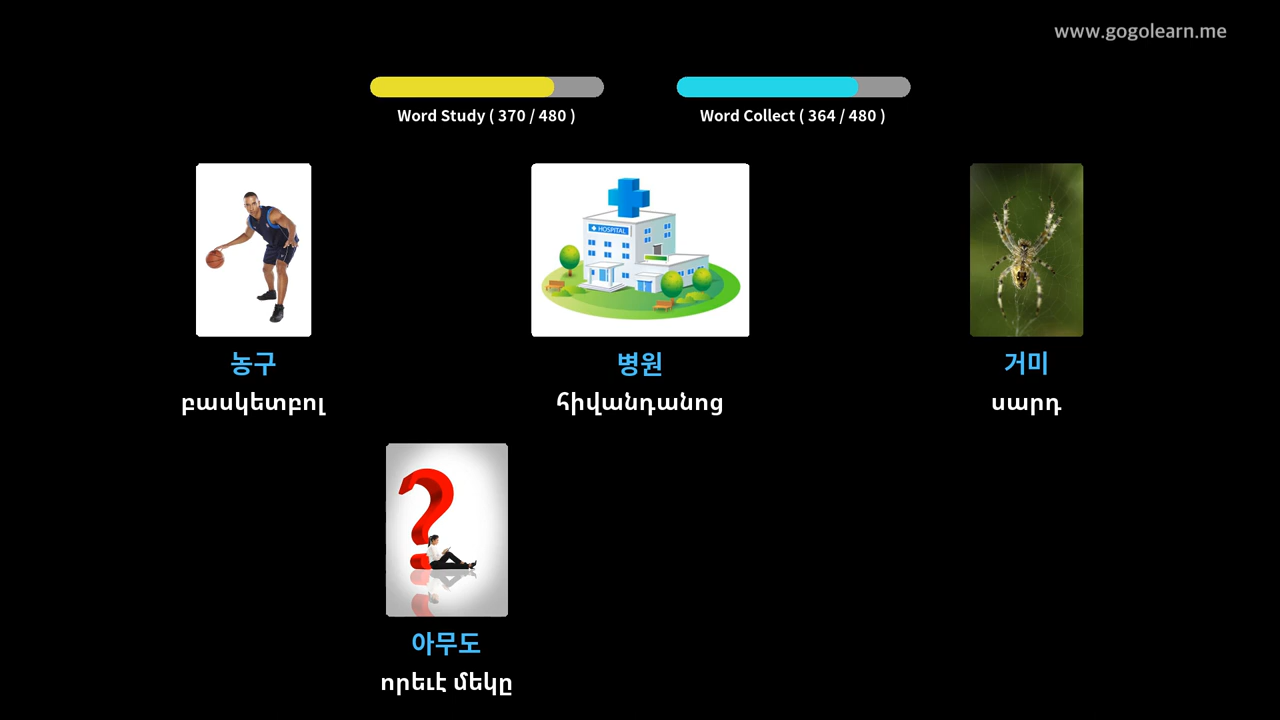 www.gogolearn.me
Word Study ( 370 / 480 )
Word Collect ( 364 / 480 )
HOSPITAL
농구
병원
거미
բասկետբոլ
հիվանդանոց
սարդ
아무도
որեւէ մեկը